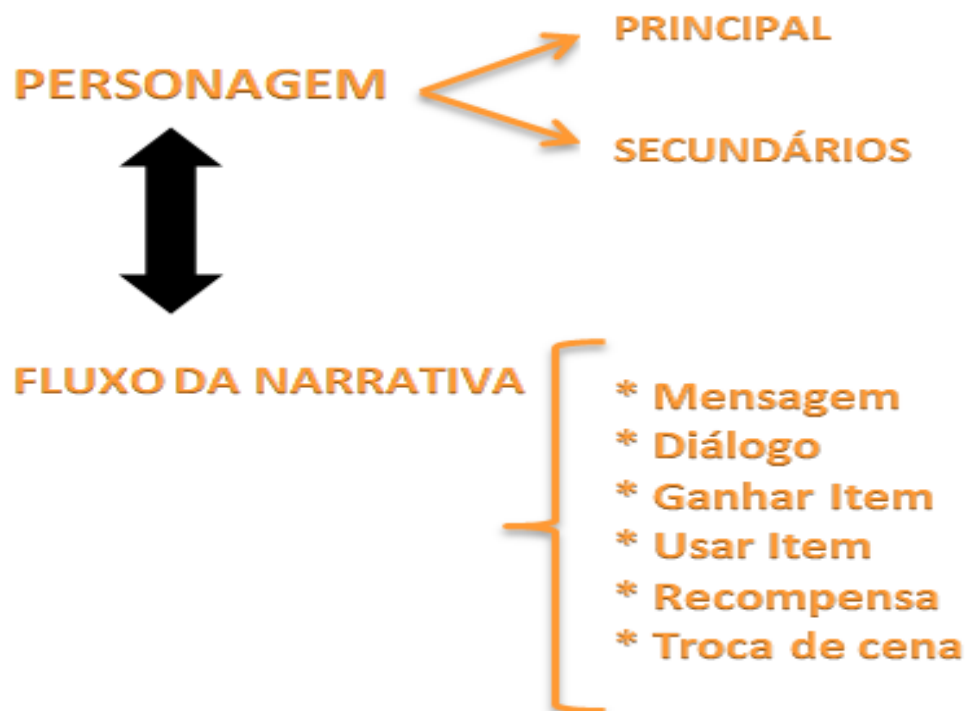 PRINCIPAL
PERSONAGEM
SECUNDÁRIOS
FLUXO DA NARRATIVA
* Mensagem
* Diálogo
* Ganhar Item
* Usar Item
* Recompensa
* Troca de cena